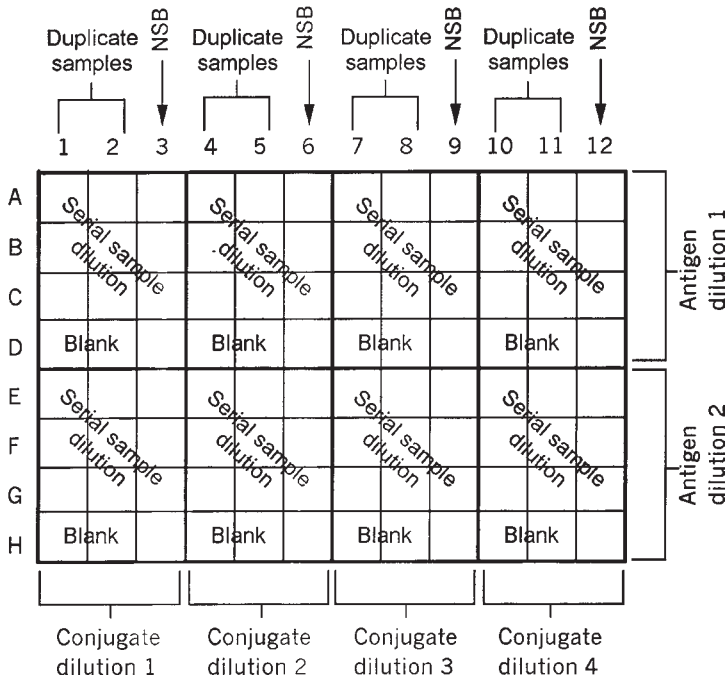 Duplicate
samples
NSB
Duplicate
samples
NSB
Duplicate
samples
NSB
Duplicate
samples
NSB
1 2 3 4 5 6 7 8 9 10 11 12
A
B
C
D
E
F
G
H
Serial sample
dilution
Serial sample
dilution
Serial sample
dilution
Serial sample
dilution
Blank
Blank
Blank
Blank
Serial sample
dilution
Serial sample
dilution
Serial sample
dilution
Serial sample
dilution
Blank
Blank
Blank
Blank
Antigen
dilution 1
Antigen
dilution 2
Conjugate
dilution 1
Conjugate
dilution 2
Conjugate
dilution 3
Conjugate
dilution 4